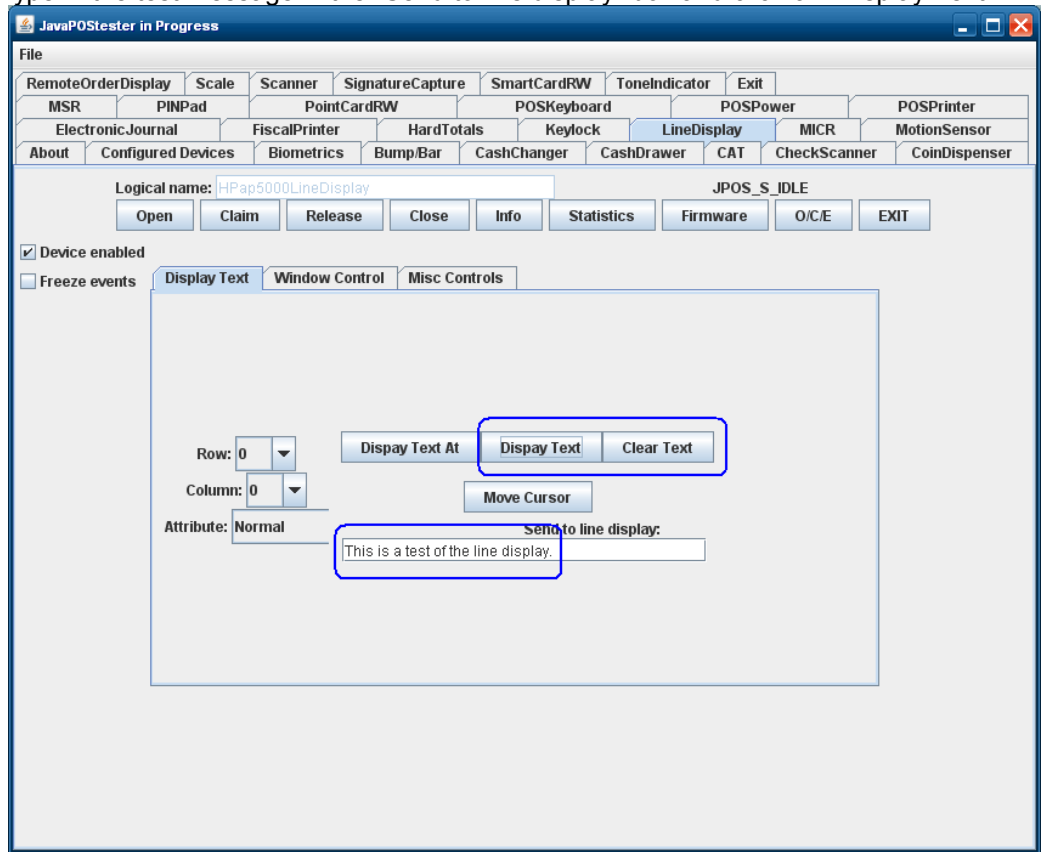 JavaPOStester in Progress
File
RemoteOrderDisplay Scale Scanner SignatureCapture SmartCardRW ToneIndicator Exit
MSR PINPad PointCardRW POSKeyboard POSPower POSPrinter
ElectronicJournal FiscalPrinter HardTotals Keylock LineDisplay MICR MotionSensor
About Configured Devices Biometrics Bump/Bar CashChanger CashDrawer CAT CheckScanner CoinDispenser
Logical name: HPap5000LineDisplay JPOS_S_IDLE
Open Claim Release Close Info Statistics Firmware O/C/E EXIT
Device enabled
Freeze events Display Text Window Control Misc Controls
Row: 0 Dispay Text At Dispay Text Clear Text
Column: 0 Move Cursor
Attribute: Normal Send to line display:
This is a test of the line display.